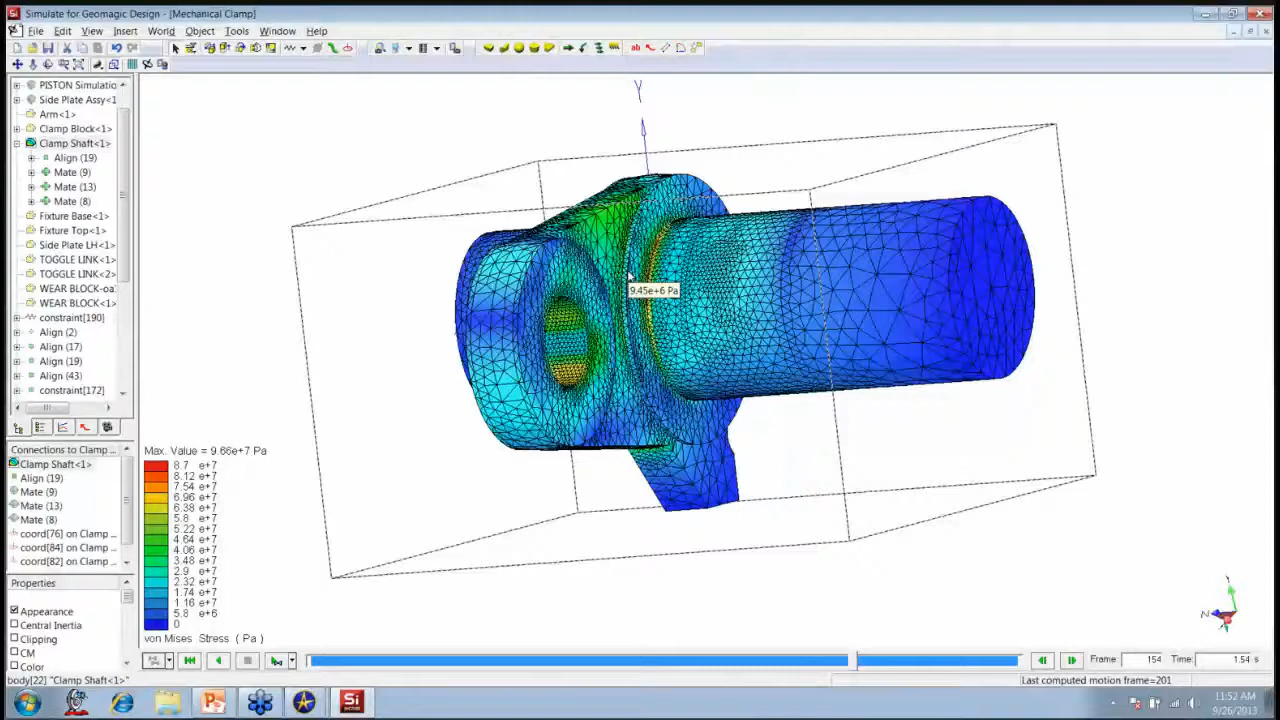 Simulate for Geomagic Design - [Mechanical Clamp]
File Edit View Insert World Object Tools Window Help
PISTON Simulatio
Side Plate Assy<1
Arm<1>
Clamp Block<1>
Clamp Shaft<1>
Align (19)
Mate (9)
Mate (13)
Mate (8)
Fixture Base<1>
Fixture Top<1>
Side Plate LH<1>
TOGGLE LINK<1>
TOGGLE LINK<2>
WEAR BLOCK-oa
WEAR BLOCK<1>
constraint[190]
Align (2)
Align (17)
Align (19)
Align (43)
constraint[172]
Connections to Clamp ...
Clamp Shaft<1>
Align (19)
Mate (9)
Mate (13)
Mate (8)
coord[76] on Clamp ...
coord[84] on Clamp ...
coord[82] on Clamp ...
Properties
Appearance
Central Inertia
Clipping
CM
Color
Y
9.45e+6 Pa
Max. Value = 9.66e+7 Pa
8.7 e+7
8.12 e+7
7.54 e+7
6.96 e+7
6.38 e+7
5.8 e+7
5.22 e+7
4.64 e+7
4.06 e+7
3.48 e+7
2.9 e+7
2.32 e+7
1.74 e+7
1.16 e+7
5.8 e+6
0
von Mises Stress ( Pa )
Frame: 154 Time: 1.54 s
body[22] "Clamp Shaft<1>"
Last computed motion frame=201
Si
11:52 AM
9/26/2013